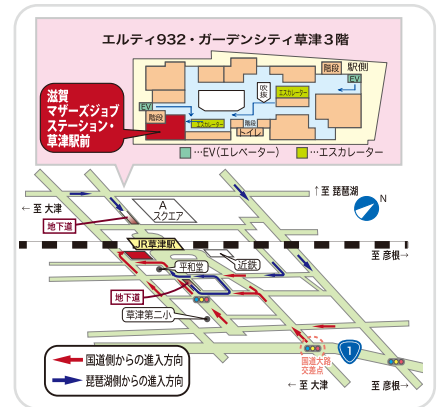 エルティ932・ガーデンシティ草津3階
階段
駅側
EV
吹抜
エスカレーター
滋賀
マザーズジョブ
ステーション・
草津駅前
EV
階段
エスカレーター
階段
トイレ
…EV(エレベーター)
…エスカレーター
↑至 琵琶湖
N
← 至 大津
A
スクエア
地下道
JR草津駅
至 彦根→
平和堂
近鉄
地下道
草津第二小
国道大路
交差点
1
国道側からの進入方向
琵琶湖側からの進入方向
← 至 大津
至 彦根→